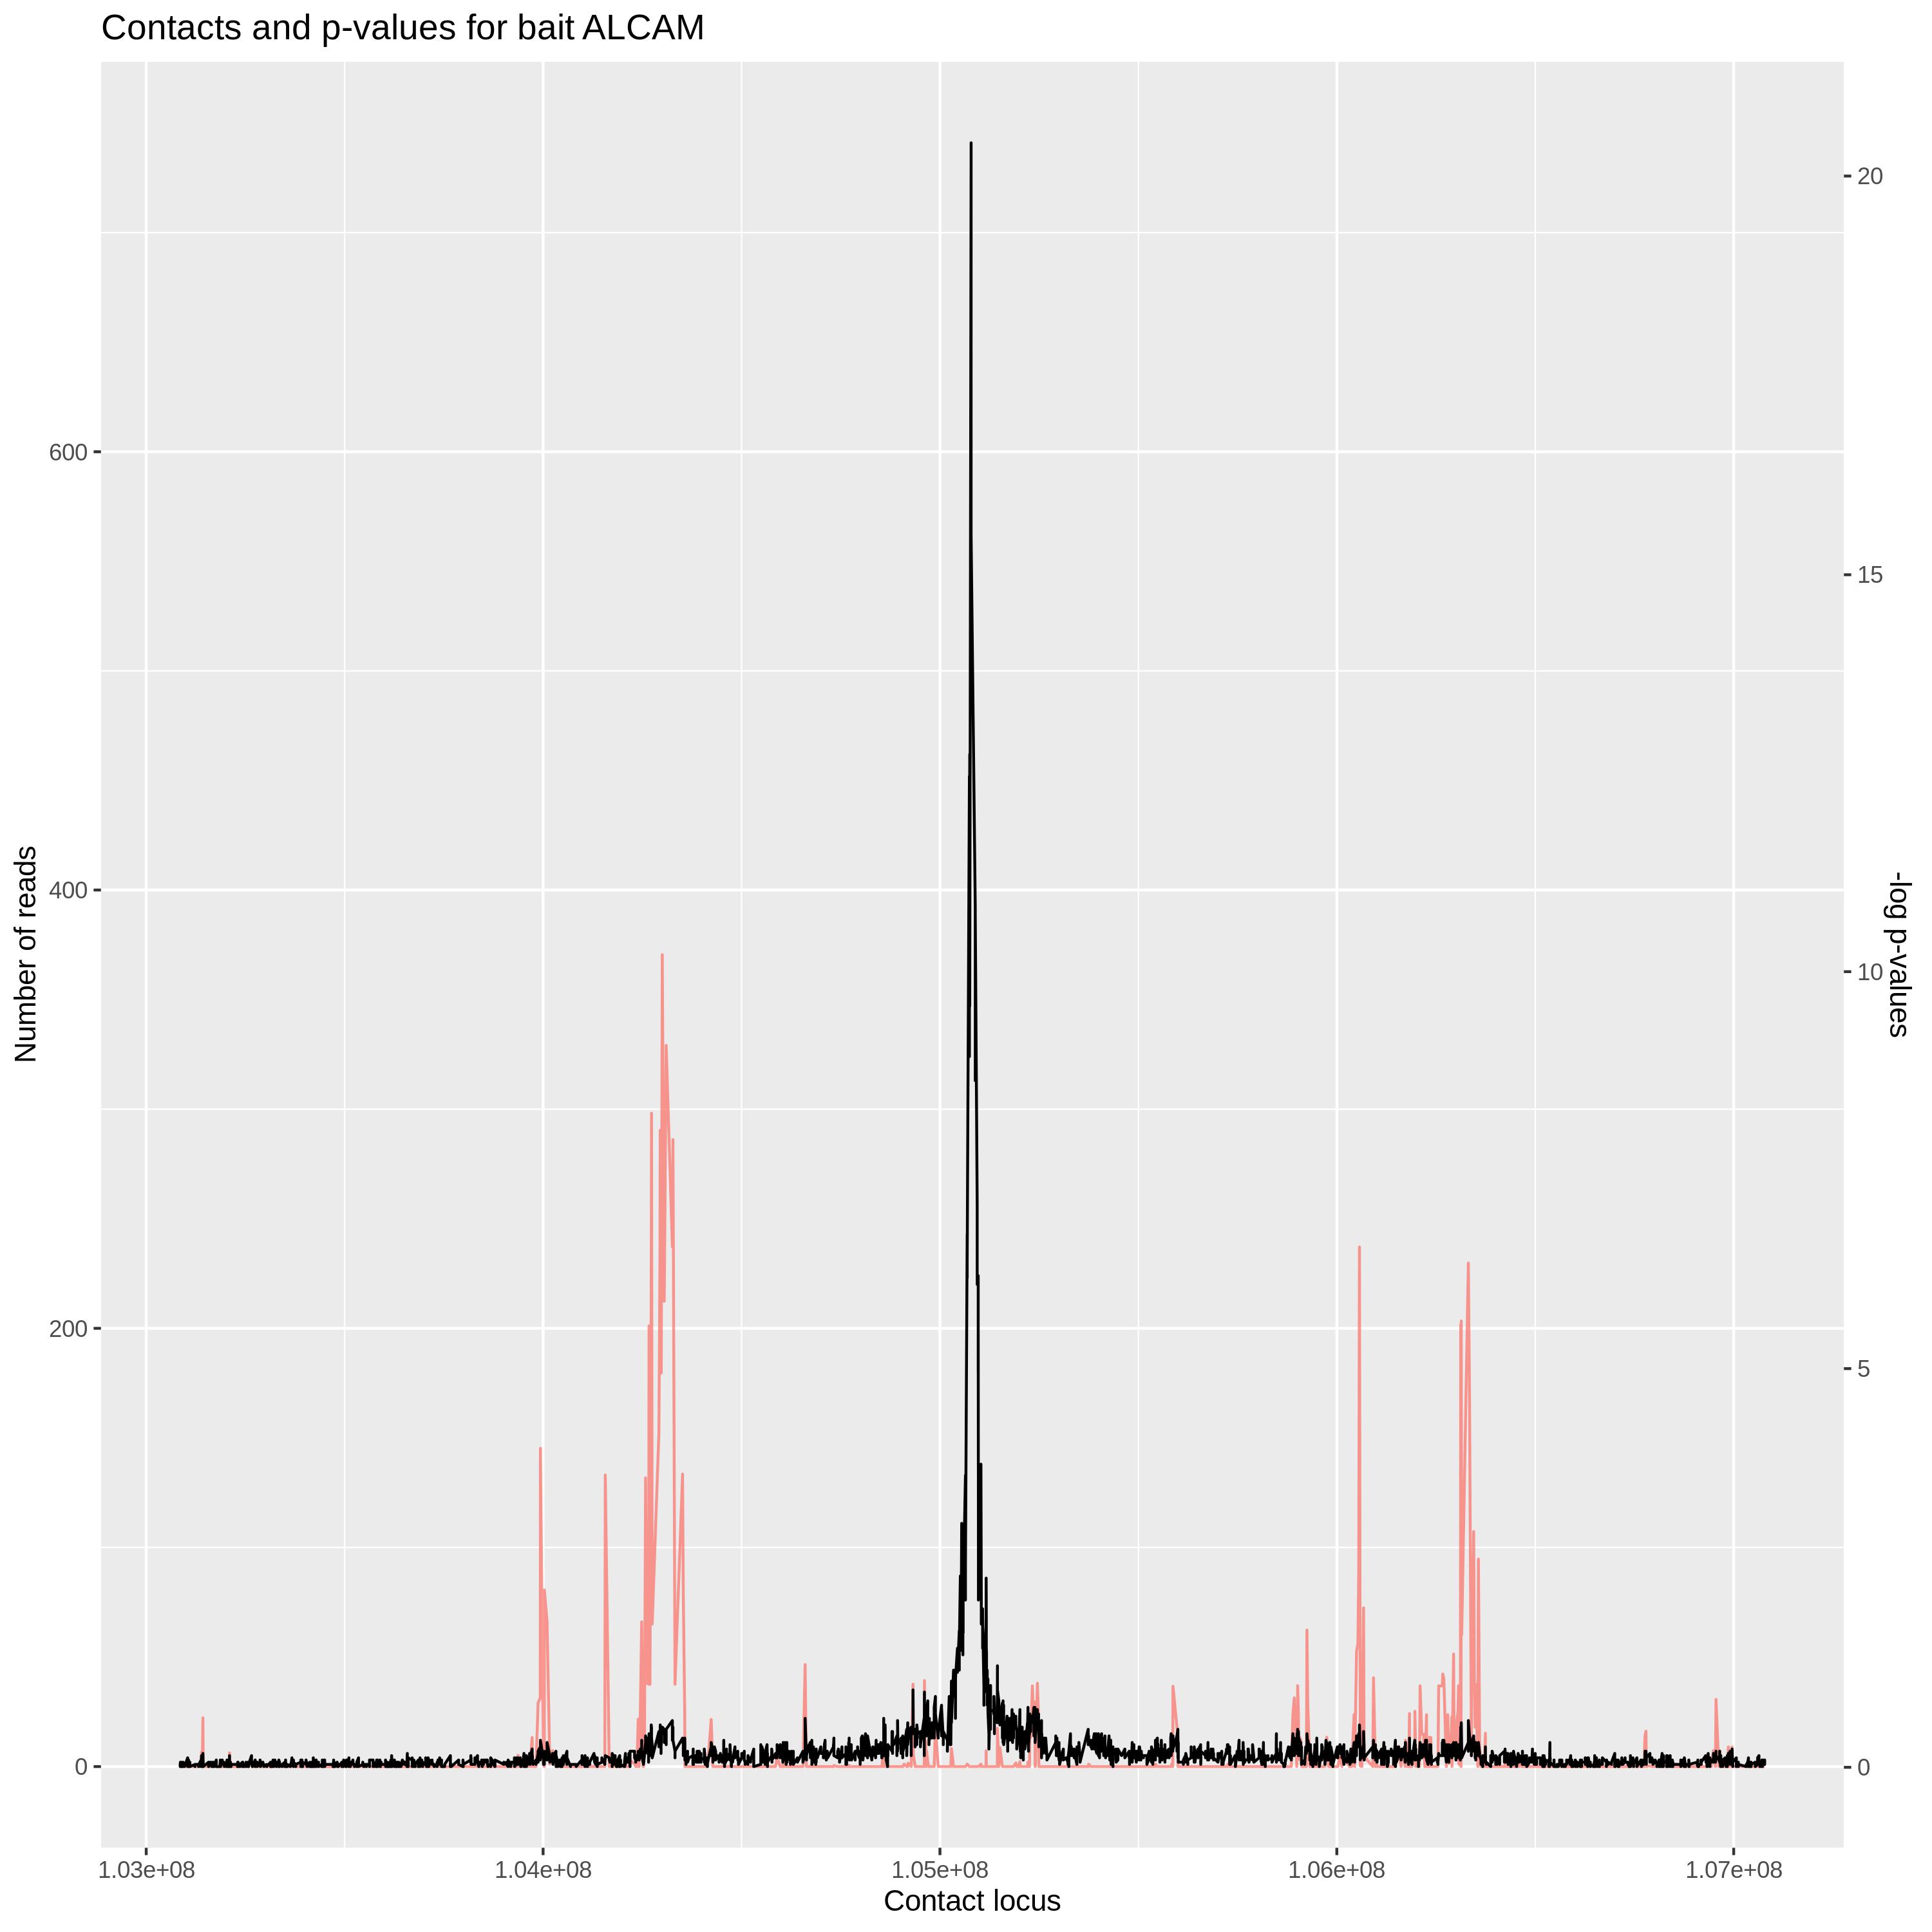 Contacts and p-values for bait ALCAM
Number of reads
600
400
200
0
20
15
10
5
0
-log p-values
1.03e+08 1.04e+08 1.05e+08 1.06e+08 1.07e+08
Contact locus